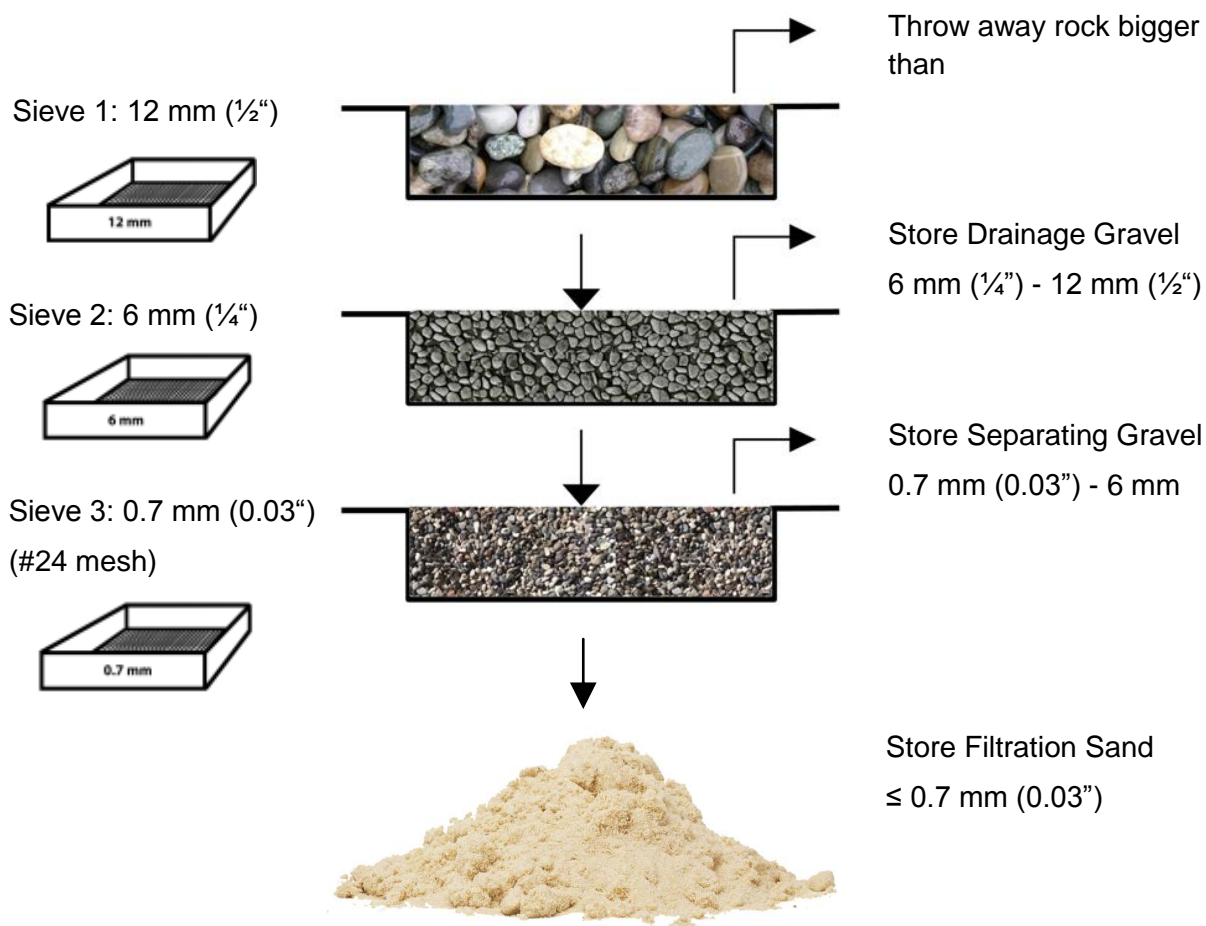 Throw away rock bigger
than
Sieve 1: 12 mm (½“)
12 mm
Store Drainage Gravel
6 mm (¼”) - 12 mm (½“)
Sieve 2: 6 mm (¼“)
6 mm
Store Separating Gravel
0.7 mm (0.03”) - 6 mm
Sieve 3: 0.7 mm (0.03“)
(#24 mesh)
0.7 mm
Store Filtration Sand
≤ 0.7 mm (0.03”)